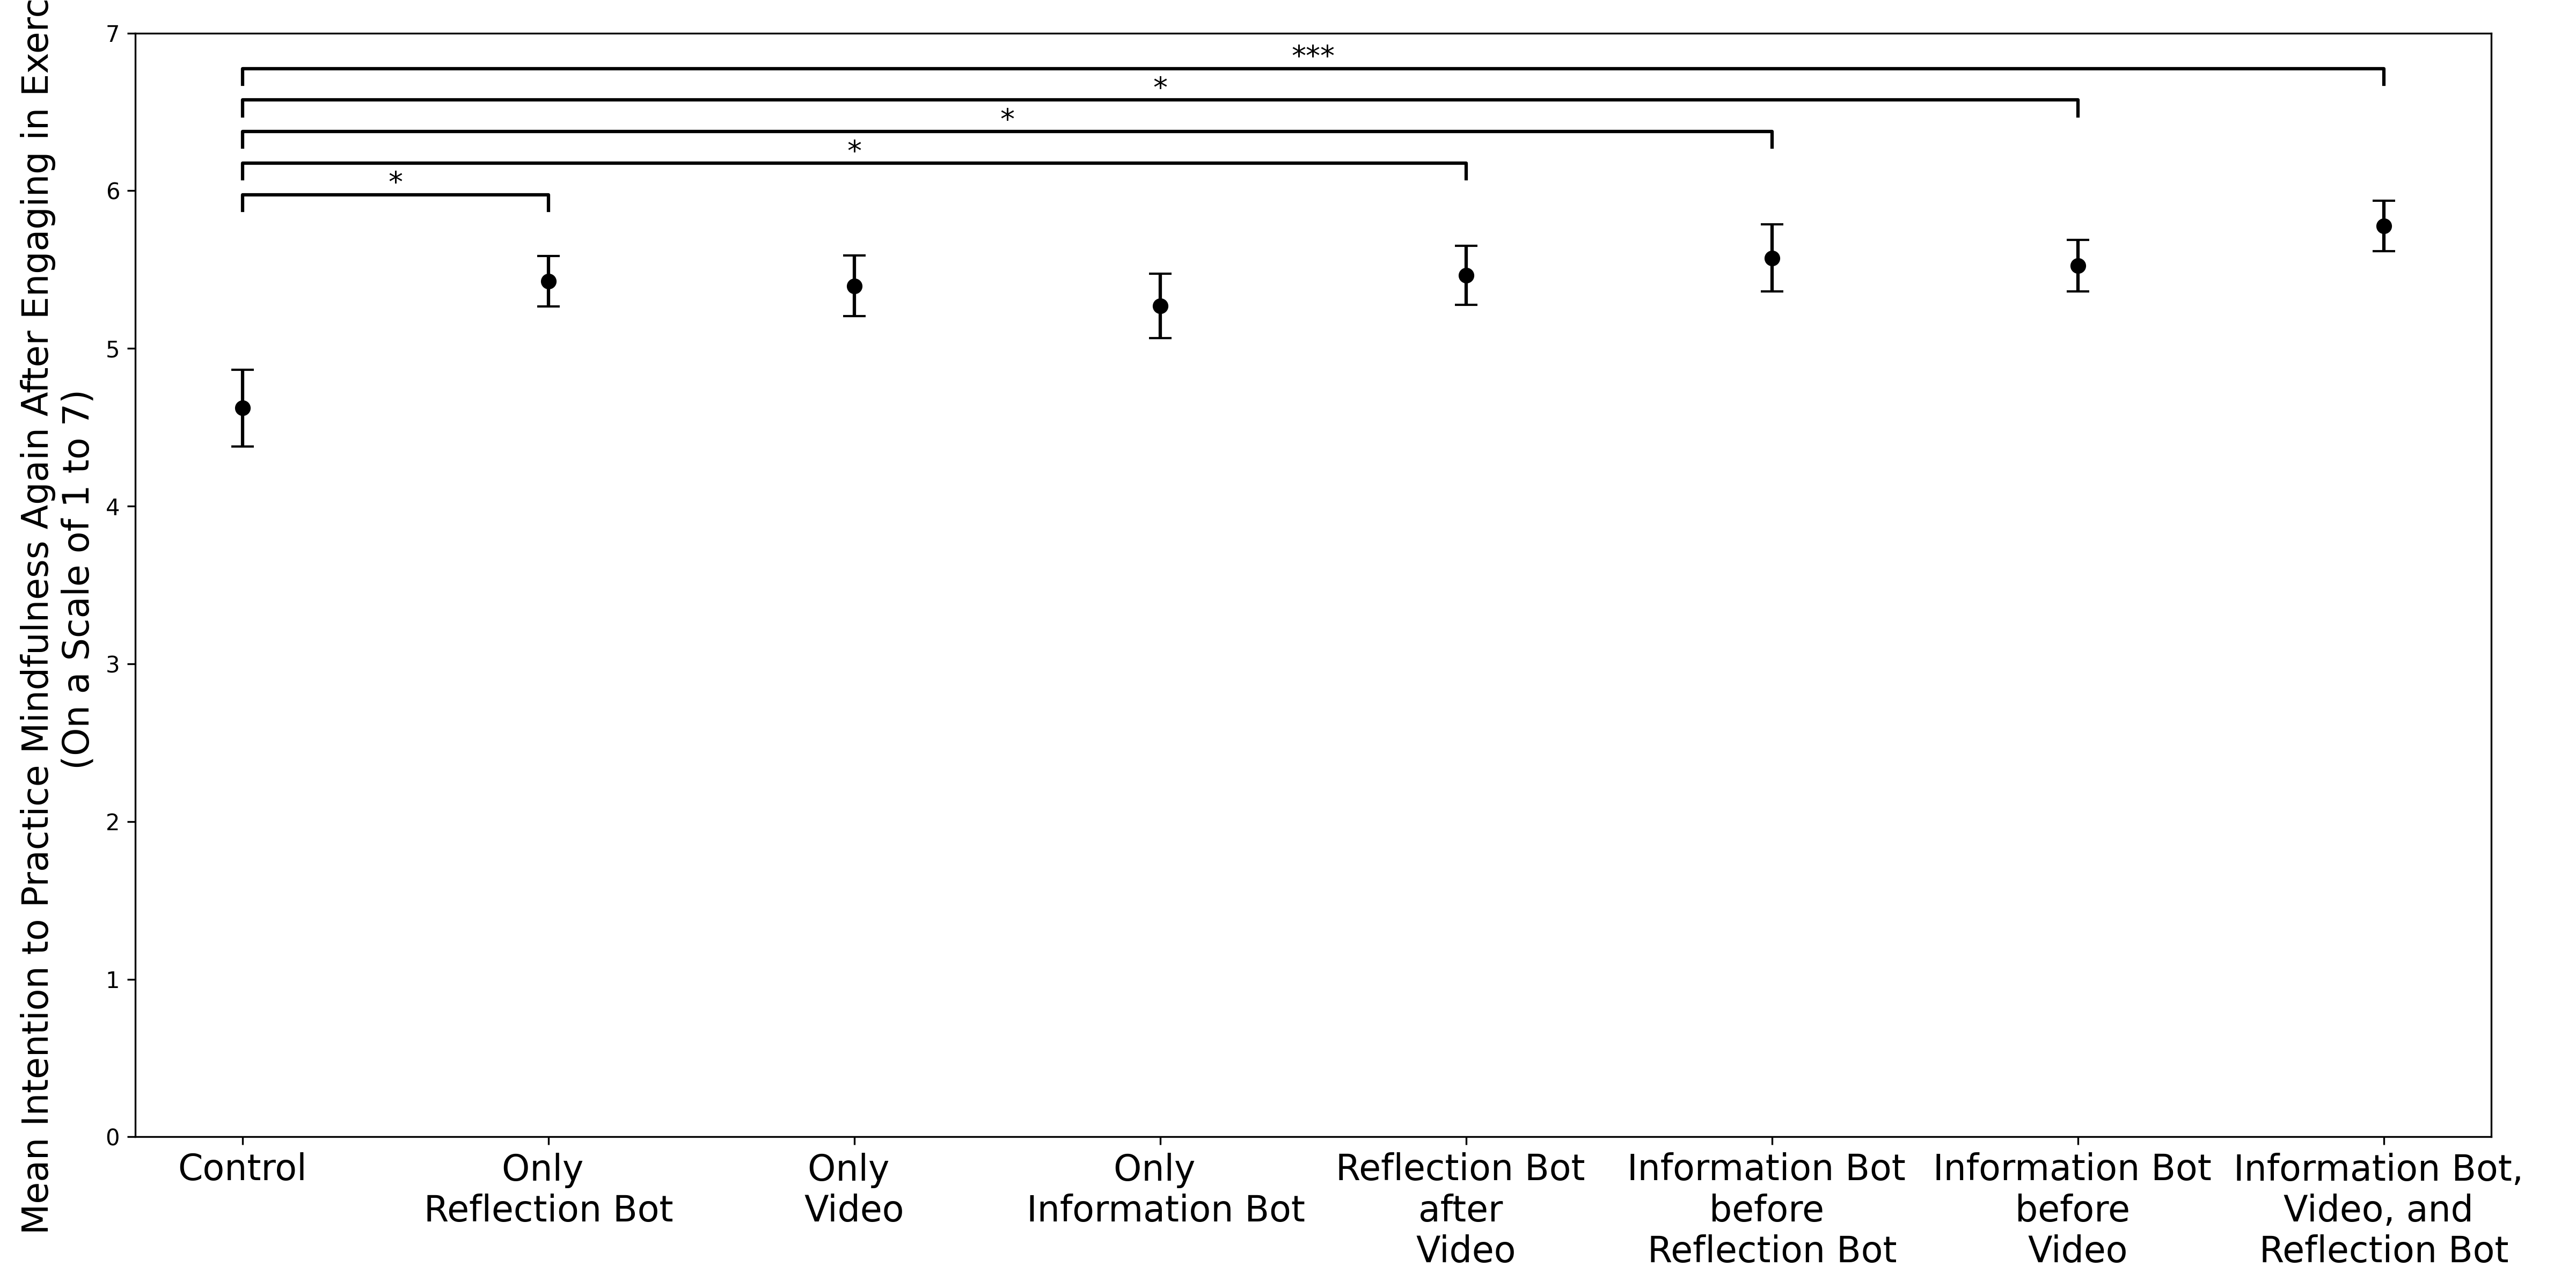 Mean Intention to Practice Mindfulness Again After Engaging in Exerc
(On a Scale of 1 to 7)
7
6
5
4
3
2
1
0
***
*
*
*
*
Control
Only
Reflection Bot
Only
Video
Only
Information Bot
Reflection Bot
after
Video
Information Bot
before
Reflection Bot
Information Bot
before
Video
Information Bot,
Video, and
Reflection Bot